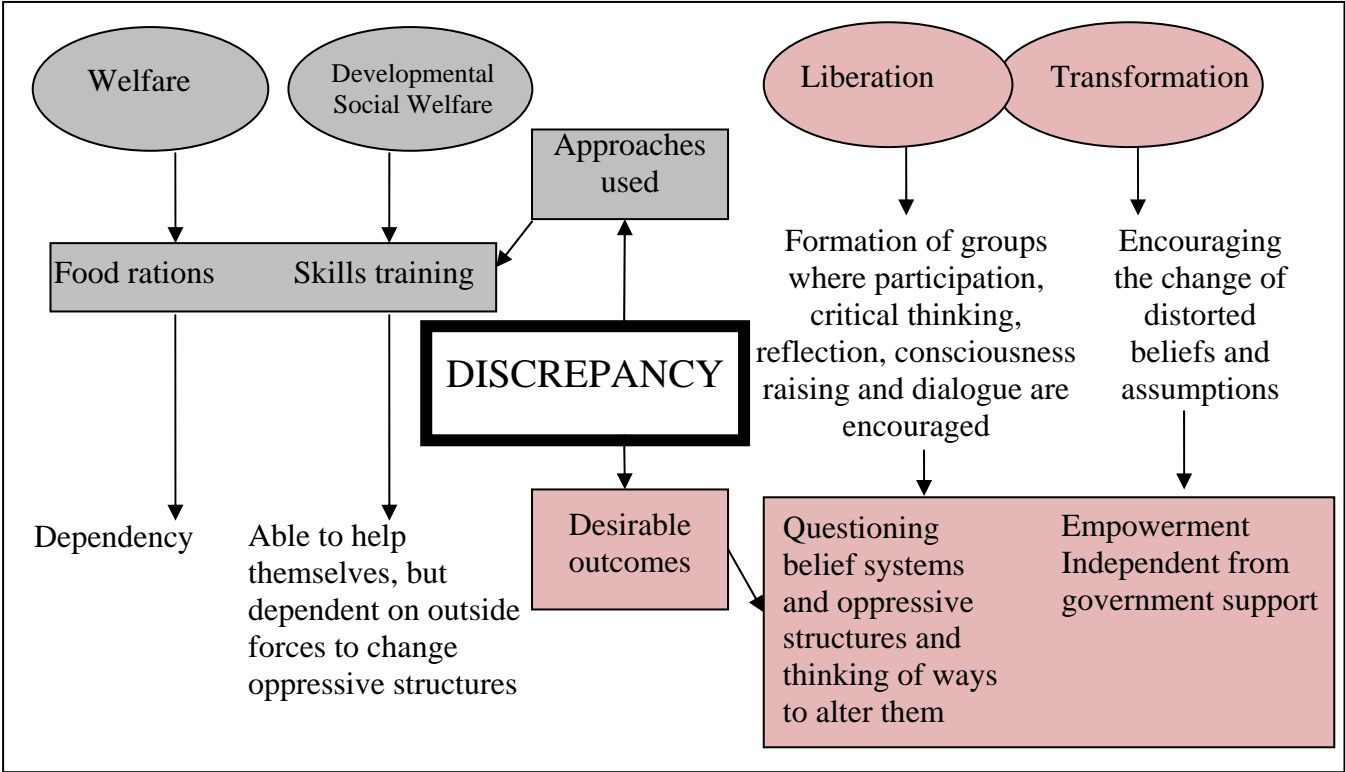 Welfare
Developmental
Social Welfare
Liberation
Transformation
Approaches
used
Food rations
Skills training
Formation of groups
where participation,
critical thinking,
reflection, consciousness
raising and dialogue are
encouraged
Encouraging
the change of
distorted
beliefs and
assumptions
DISCREPANCY
Dependency
Able to help
themselves, but
dependent on outside
forces to change
oppressive structures
Desirable
outcomes
Questioning
belief systems
and oppressive
structures and
thinking of ways
to alter them
Empowerment
Independent from
government support